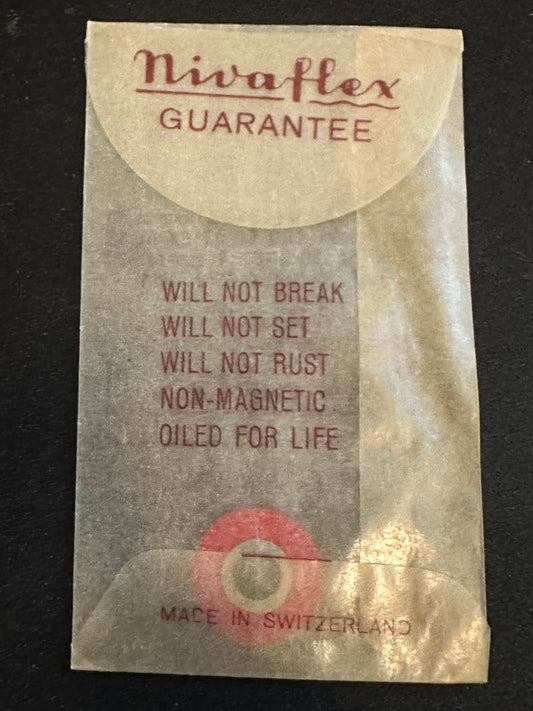 Nivaflex
GUARANTEE
WILL NOT BREAK
WILL NOT SET
WILL NOT RUST
NON-MAGNETIC
OILED FOR LIFE
MADE IN SWITZERLAND